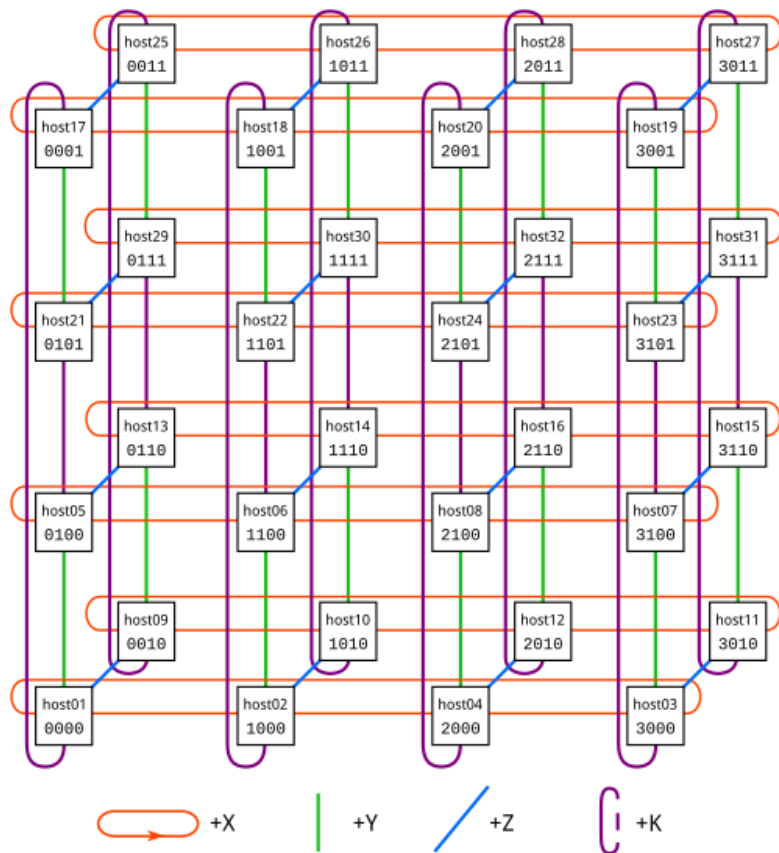 host25
0011
host26
1011
host28
2011
host27
3011
host17
0001
host18
1001
host20
2001
host19
3001
host29
0111
host30
1111
host32
2111
host31
3111
host21
0101
host22
1101
host24
2101
host23
3101
host13
0110
host14
1110
host16
2110
host15
3110
host05
0100
host06
1100
host08
2100
host07
3100
host09
0010
host10
1010
host12
2010
host11
3010
host01
0000
host02
1000
host04
2000
host03
3000
+X
+Y
+Z
+K